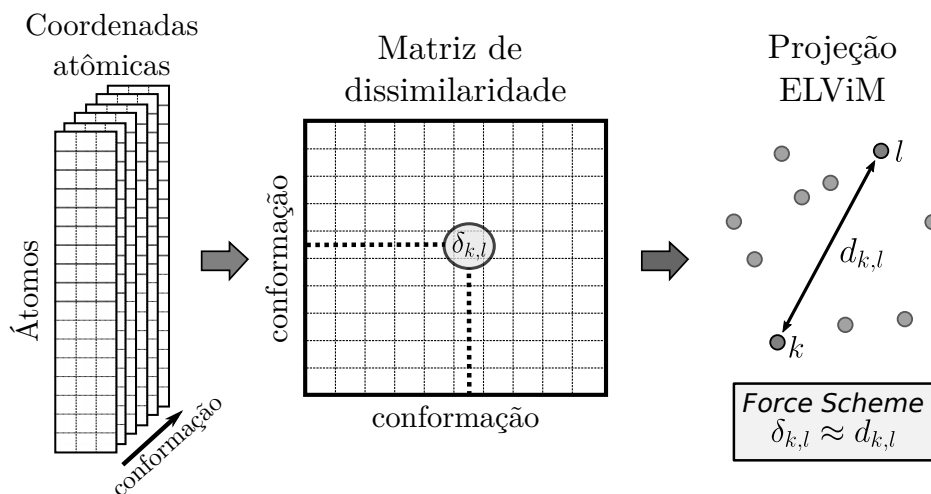 Coordenadas
atômicas
Átomos
conformação
Matriz de
dissimilaridade
conformação
δ_{k,l}
conformação
Projeção
ELViM
l
d_{k,l}
k
Force Scheme
δ_{k,l} ≈ d_{k,l}